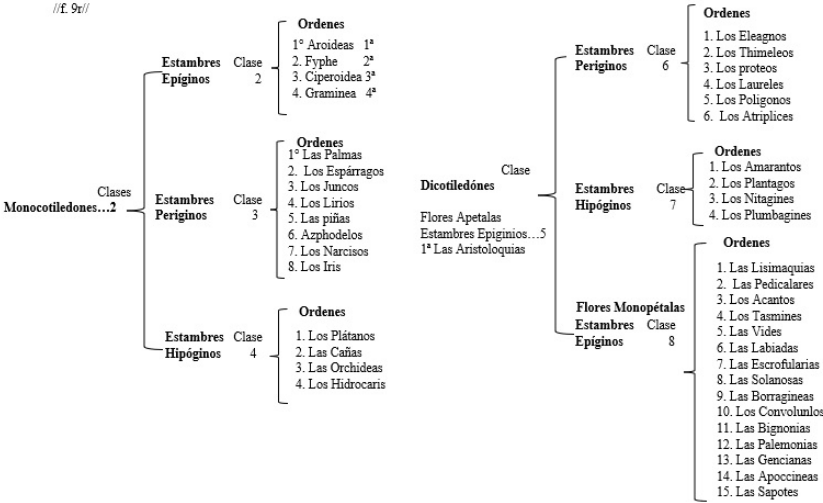 //f. 9r//
Monocotiledones…2
Clases
Estambres
Epíginos
Clase
2
Ordenes
1° Aroideas 1ª
2. Fyphe 2ª
3. Ciperoidea 3ª
4. Graminea 4ª
Estambres
Periginos
Clase
3
Ordenes
1° Las Palmas
2. Los Espárragos
3. Los Juncos
4. Los Lirios
5. Las piñas
6. Azphodelos
7. Los Narcisos
8. Los Iris
Estambres
Hipóginos
Clase
4
Ordenes
1. Los Plátanos
2. Las Cañas
3. Las Orchideas
4. Los Hidrocaris
Dicotiledónes
Clase
Flores Apetalas
Estambres Epiginios…5
1ª Las Aristoloquias
Estambres
Periginos
Clase
6
Ordenes
1. Los Eleagnos
2. Los Thimeleos
3. Los proteos
4. Los Laureles
5. Los Poligonos
6. Los Atriplices
Estambres
Hipóginos
Clase
7
Ordenes
1. Los Amarantos
2. Los Plantagos
3. Los Nitagines
4. Los Plumbagines
Flores Monopétalas
Estambres
Epíginos
Clase
8
Ordenes
1. Las Lisimaquias
2. Las Pedicalares
3. Los Acantos
4. Los Tasmines
5. Las Vides
6. Las Labiadas
7. Las Escrofularias
8. Las Solanosas
9. Las Borragineas
10. Los Convolunlos
11. Las Bignonias
12. Las Palemonias
13. Las Gencianas
14. Las Apoccineas
15. Las Sapotes